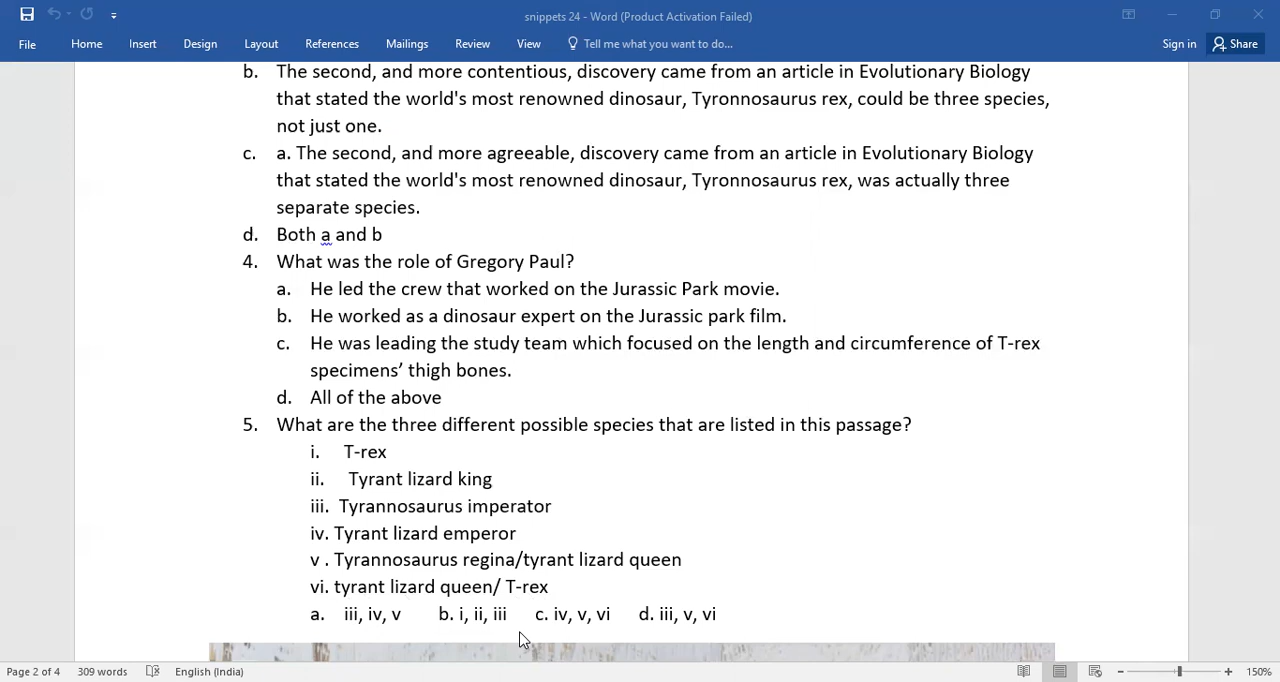 snippets 24 - Word (Product Activation Failed)
File Home Insert Design Layout References Mailings Review View Tell me what you want to do... Sign in Share
b. The second, and more contentious, discovery came from an article in Evolutionary Biology
that stated the world's most renowned dinosaur, Tyronnosaurus rex, could be three species,
not just one.
c. a. The second, and more agreeable, discovery came from an article in Evolutionary Biology
that stated the world's most renowned dinosaur, Tyronnosaurus rex, was actually three
separate species.
d. Both a and b
4. What was the role of Gregory Paul?
a. He led the crew that worked on the Jurassic Park movie.
b. He worked as a dinosaur expert on the Jurassic park film.
c. He was leading the study team which focused on the length and circumference of T-rex
specimens’ thigh bones.
d. All of the above
5. What are the three different possible species that are listed in this passage?
i. T-rex
ii. Tyrant lizard king
iii. Tyrannosaurus imperator
iv. Tyrant lizard emperor
v . Tyrannosaurus regina/tyrant lizard queen
vi. tyrant lizard queen/ T-rex
a. iii, iv, v b. i, ii, iii c. iv, v, vi d. iii, v, vi
Page 2 of 4 309 words English (India) 150%